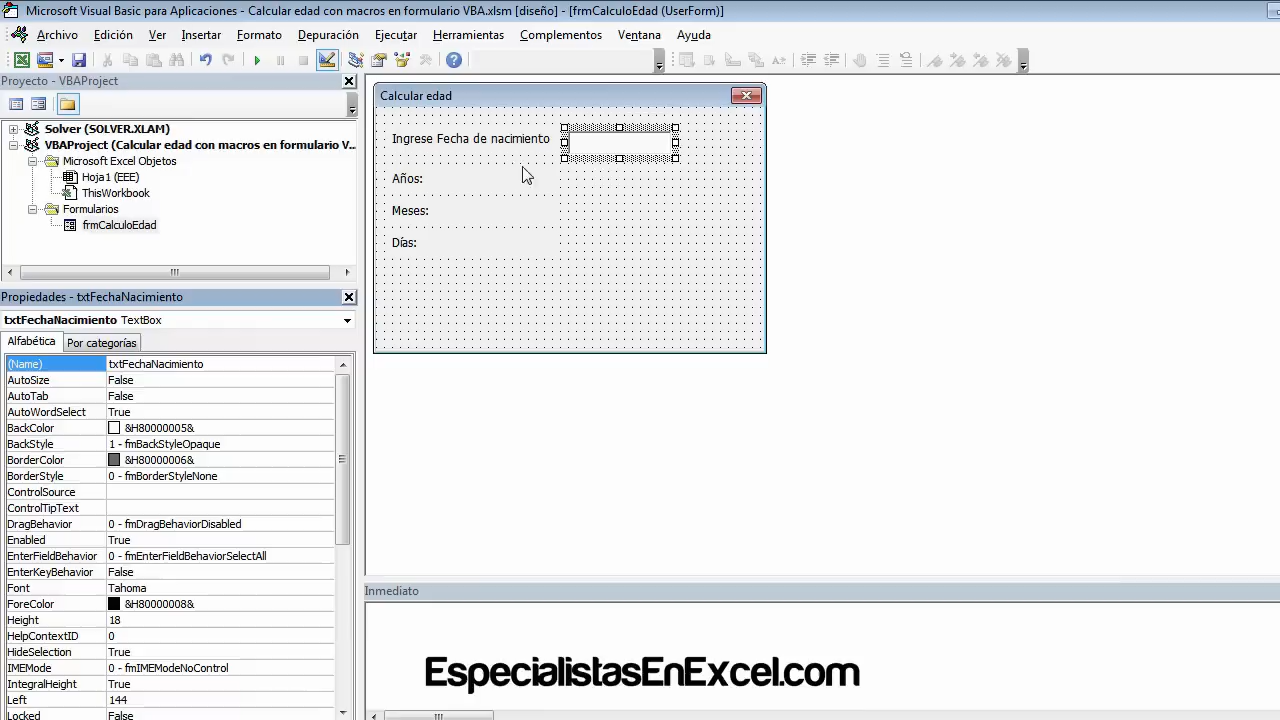 Microsoft Visual Basic para Aplicaciones - Calcular edad con macros en formulario VBA.xlsm [diseño] - [frmCalculoEdad (UserForm)]
Archivo Edición Ver Insertar Formato Depuración Ejecutar Herramientas Complementos Ventana Ayuda
Proyecto - VBAProject
Solver (SOLVER.XLAM)
VBAProject (Calcular edad con macros en formulario V...
Microsoft Excel Objetos
Hoja1 (EEE)
ThisWorkbook
Formularios
frmCalculoEdad
Calcular edad
Ingrese Fecha de nacimiento
Años:
Meses:
Días:
Propiedades - txtFechaNacimiento
txtFechaNacimiento TextBox
Alfabética Por categorías
(Name) txtFechaNacimiento
AutoSize False
AutoTab False
AutoWordSelect True
BackColor &H80000005&
BackStyle 1 - fmBackStyleOpaque
BorderColor &H80000006&
BorderStyle 0 - fmBorderStyleNone
ControlSource
ControlTipText
DragBehavior 0 - fmDragBehaviorDisabled
Enabled True
EnterFieldBehavior 0 - fmEnterFieldBehaviorSelectAll
EnterKeyBehavior False
Font Tahoma
ForeColor &H80000008&
Height 18
HelpContextID 0
HideSelection True
IMEMode 0 - fmIMEModeNoControl
IntegralHeight True
Left 144
Locked False
Inmediato
EspecialistasEnExcel.com